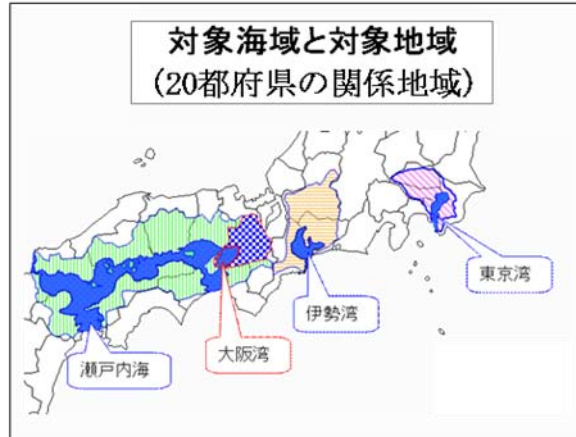 対象海域と対象地域
(20都府県の関係地域)
東京湾
伊勢湾
大阪湾
瀬戸内海